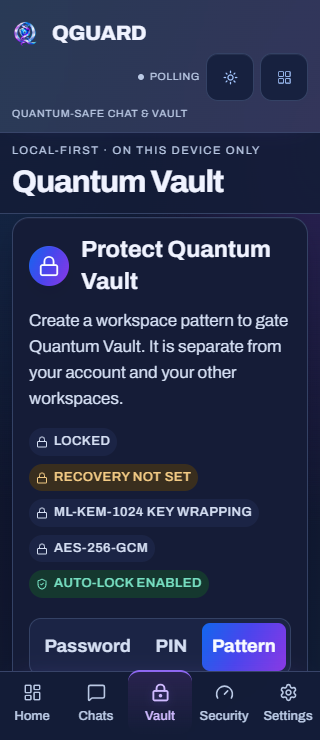 QGUARD
POLLING
QUANTUM-SAFE CHAT & VAULT
LOCAL-FIRST · ON THIS DEVICE ONLY
Quantum Vault
Protect Quantum
Vault
Create a workspace pattern to gate
Quantum Vault. It is separate from
your account and your other
workspaces.
LOCKED
RECOVERY NOT SET
ML-KEM-1024 KEY WRAPPING
AES-256-GCM
AUTO-LOCK ENABLED
Password PIN Pattern
Home Chats Vault Security Settings